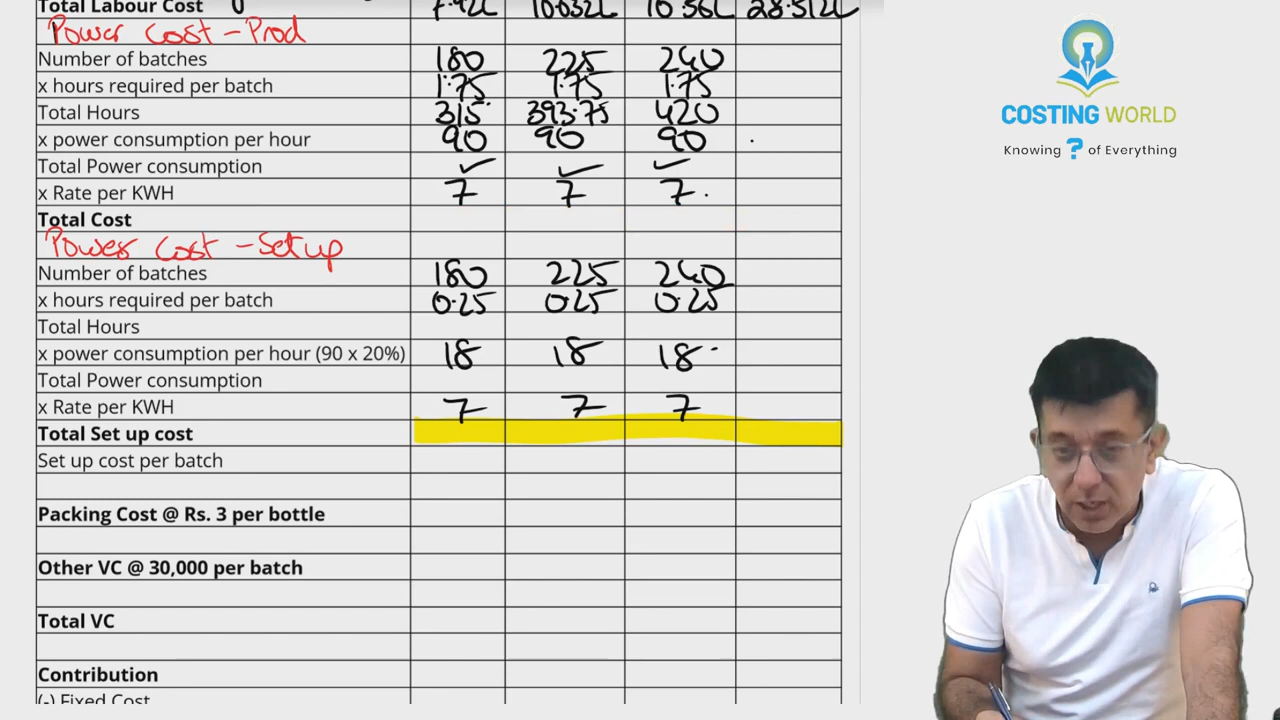 Total Labour Cost 7.92L 10.032L 10.56L 28.512L
Power Cost - Prod
Number of batches 180 225 240
x hours required per batch 1.75 1.75 1.75
Total Hours 315 393.75 420
x power consumption per hour 90 90 90
Total Power consumption ✓ ✓ ✓
x Rate per KWH 7 7 7
Total Cost
Power Cost - Set up
Number of batches 180 225 240
x hours required per batch 0.25 0.25 0.25
Total Hours
x power consumption per hour (90 x 20%) 18 18 18
Total Power consumption
x Rate per KWH 7 7 7
Total Set up cost
Set up cost per batch
Packing Cost @ Rs. 3 per bottle
Other VC @ 30,000 per batch
Total VC
Contribution
(-) Fixed Cost
COSTING WORLD
Knowing ? of Everything